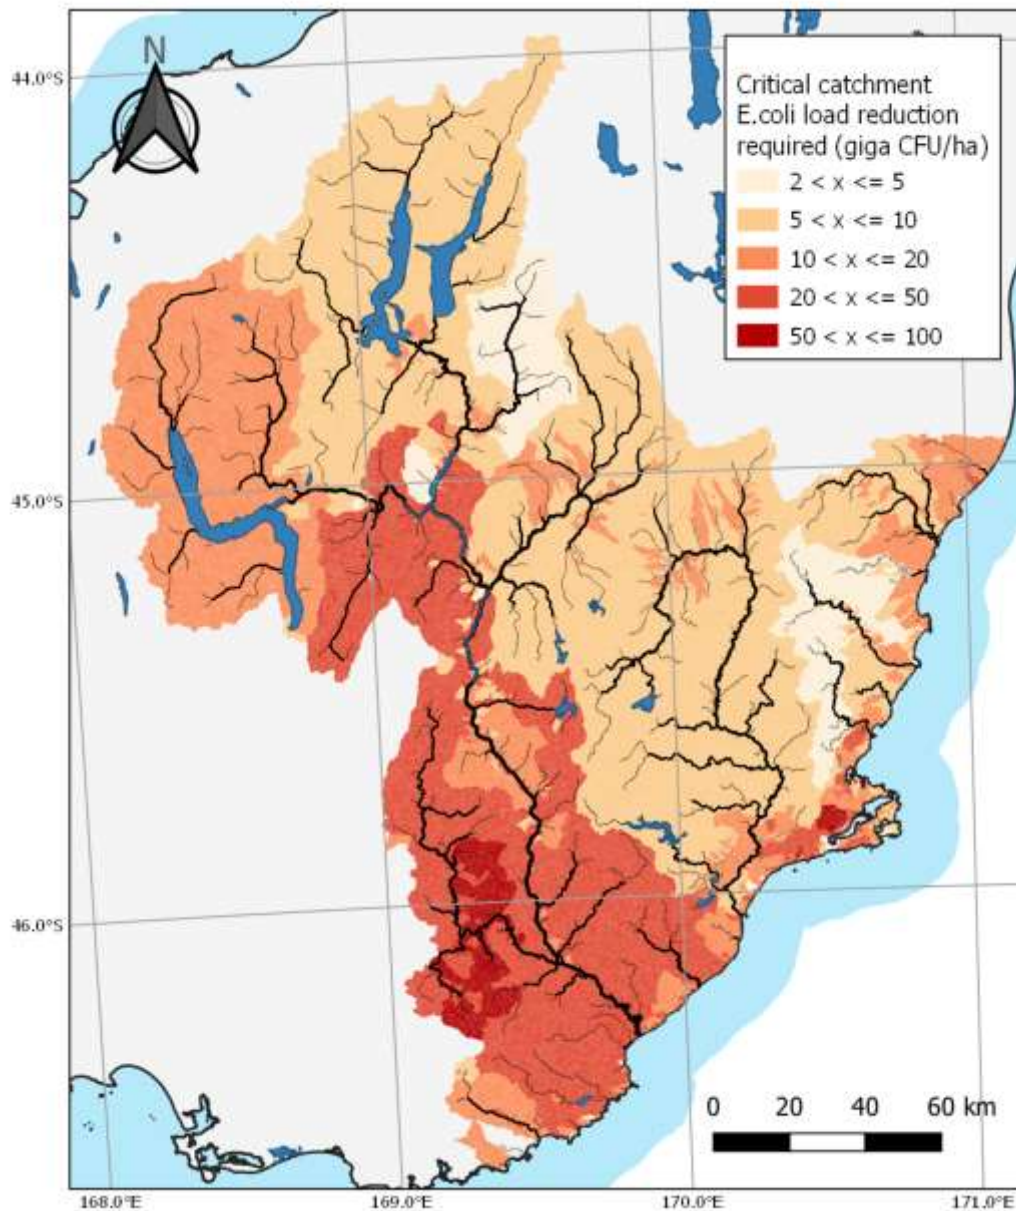 N
44.0°S
Critical catchment
E.coli load reduction
required (giga CFU/ha)
2 < x <= 5
5 < x <= 10
10 < x <= 20
20 < x <= 50
50 < x <= 100
45.0°S
46.0°S
0 20 40 60 km
168.0°E 169.0°E 170.0°E 171.0°E